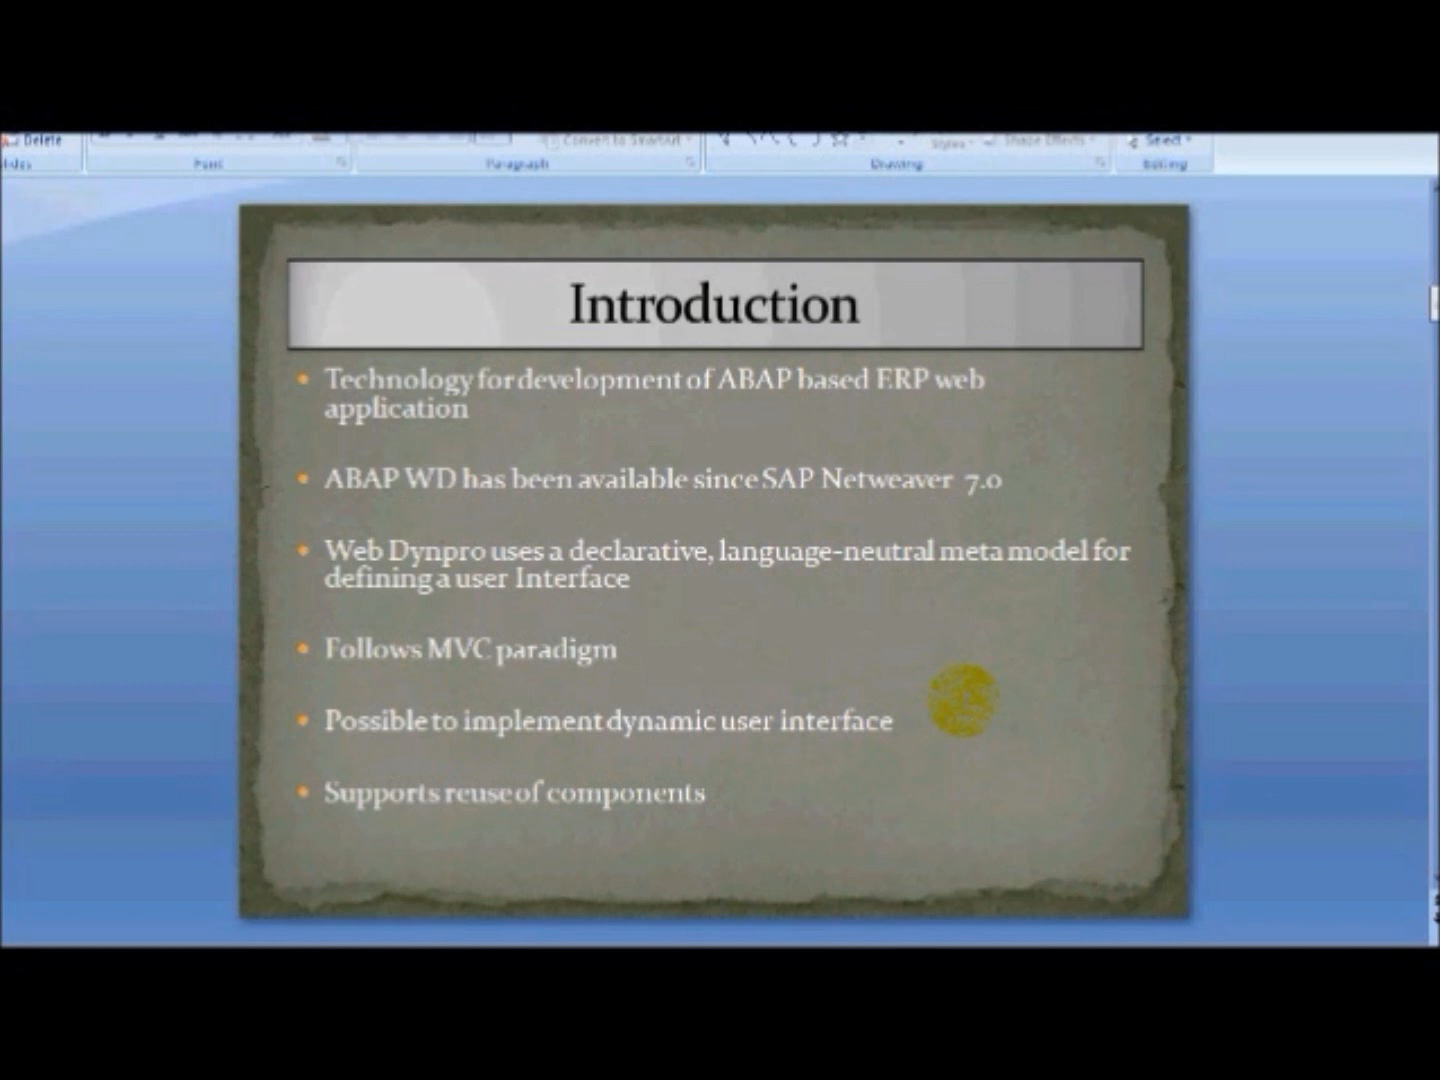 Delete
Font
Paragraph
Convert to SmartArt
Drawing
Shape Effects
Select
Editing
Introduction
Technology for development of ABAP based ERP web
application
ABAP WD has been available since SAP Netweaver 7.0
Web Dynpro uses a declarative, language-neutral meta model for
defining a user Interface
Follows MVC paradigm
Possible to implement dynamic user interface
Supports reuse of components